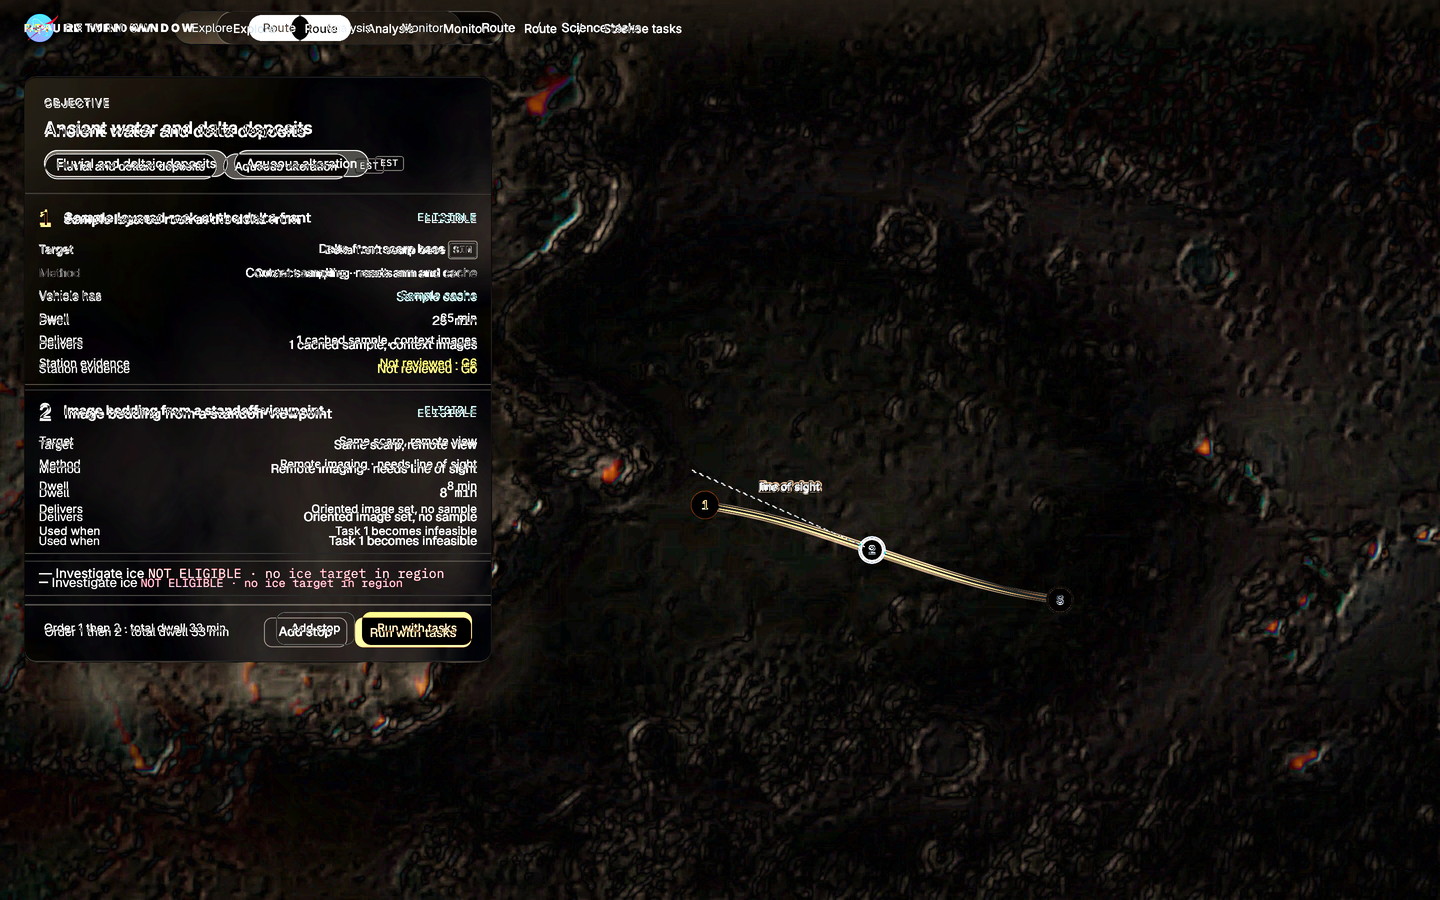 Explore Route Analysis Monitor Route / Science tasks
OBJECTIVE
Ancient water and delta deposits
Fluvial and deltaic deposits Aqueous alteration EST
1 Sample layered rock at the delta front ELIGIBLE
Target Delta front scarp base
Method Contact sampling · needs arm and cache
Vehicle has Sample cache
Dwell 25 min
Delivers 1 cached sample, context images
Station evidence Not reviewed · G6
2 Image bedding from a standoff viewpoint ELIGIBLE
Target Same scarp, remote view
Method Remote imaging · needs line of sight
Dwell 8 min
Delivers Oriented image set, no sample
Used when Task 1 becomes infeasible
— Investigate ice NOT ELIGIBLE · no ice target in region
Order 1 then 2 · total dwell 33 min Add stop Run with tasks
line of sight
1
2